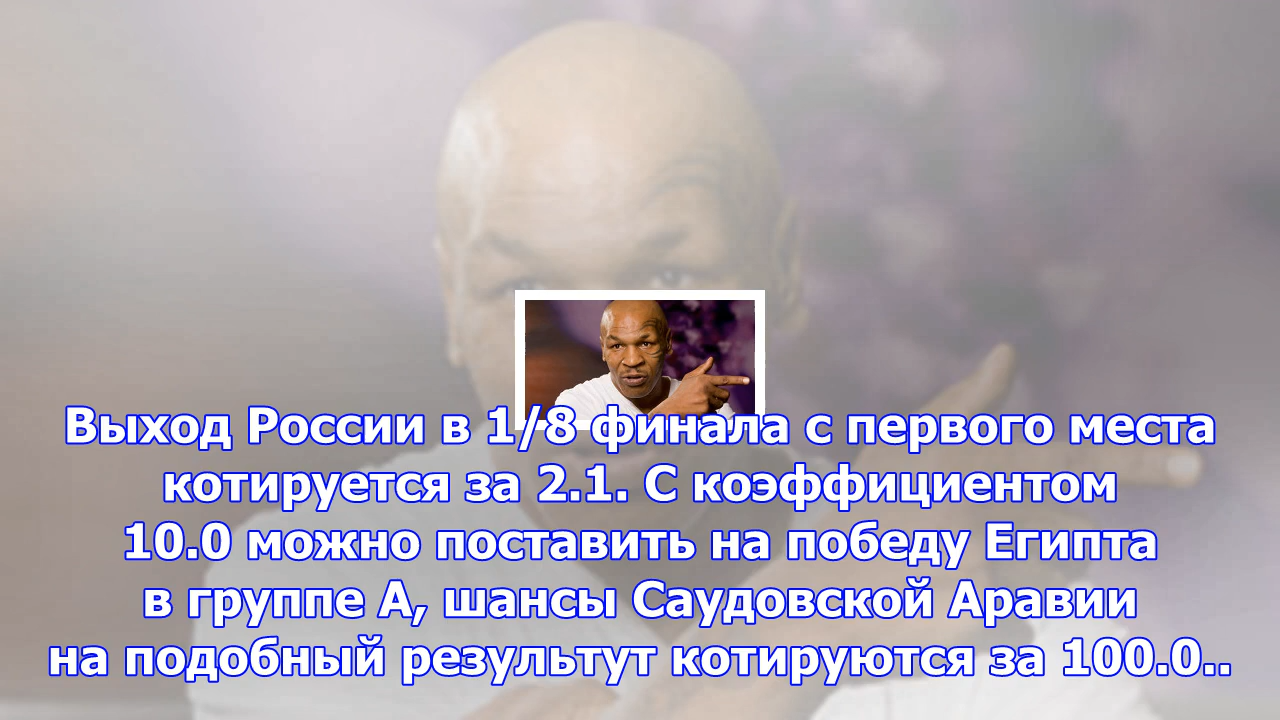 Выход России в 1/8 финала с первого места
котируется за 2.1. С коэффициентом
10.0 можно поставить на победу Египта
в группе А, шансы Саудовской Аравии
на подобный результут котируются за 100.0..